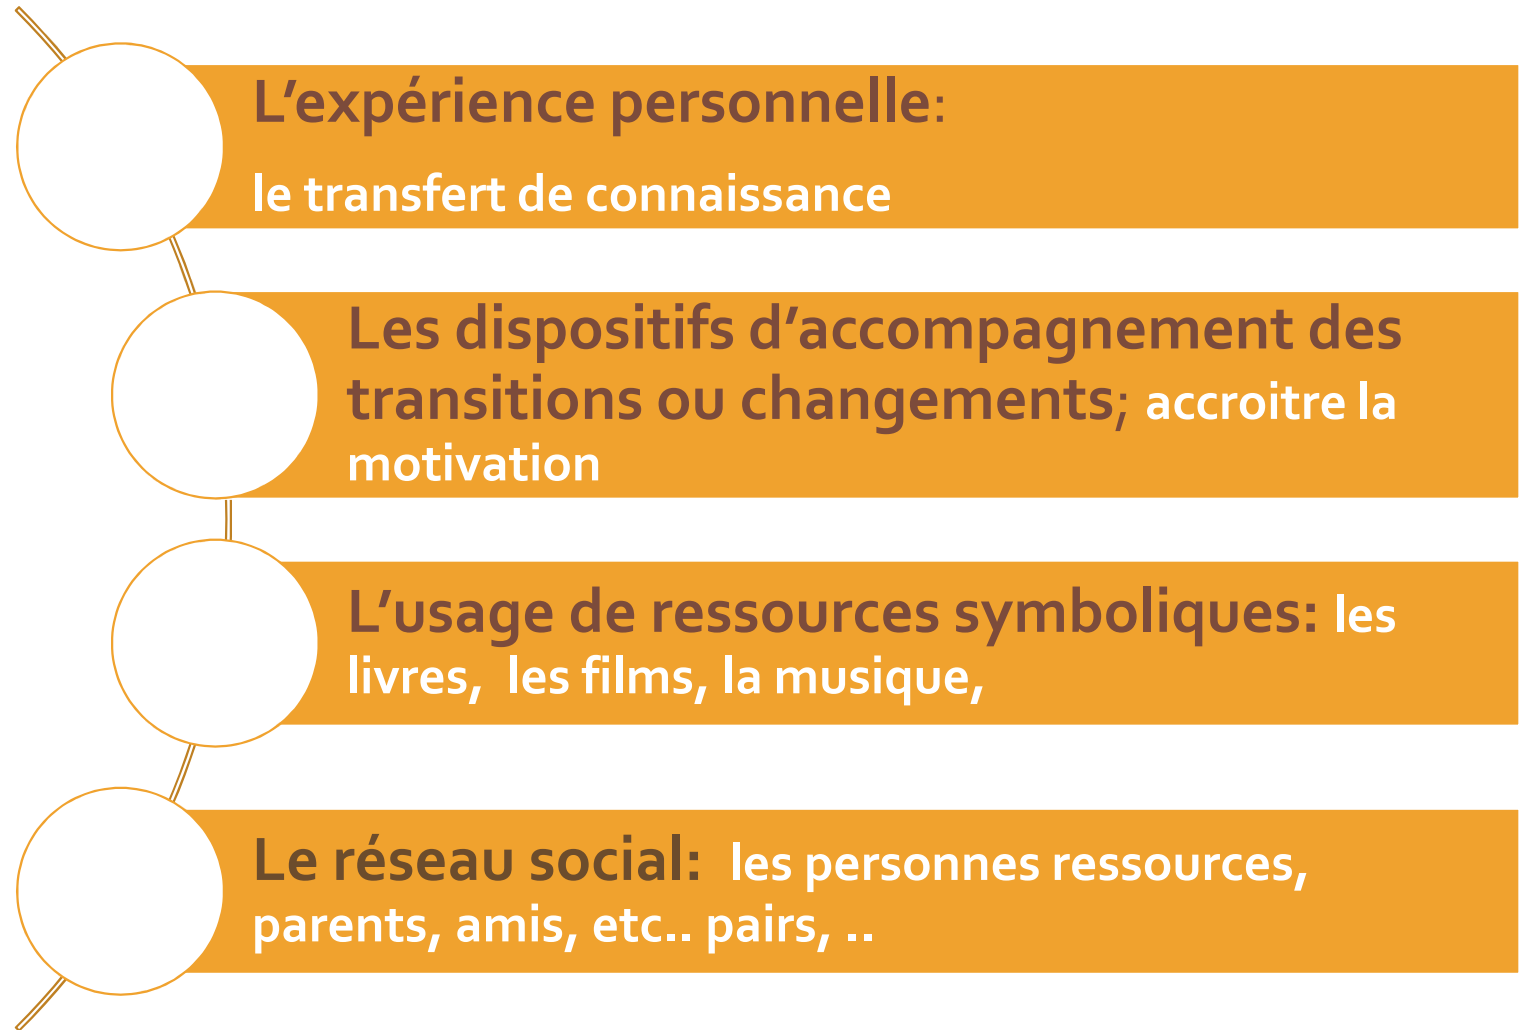 L’expérience personnelle:
le transfert de connaissance
Les dispositifs d’accompagnement des
transitions ou changements; accroitre la
motivation
L’usage de ressources symboliques: les
livres,  les films, la musique,
Le réseau social:  les personnes ressources,
parents, amis, etc.. pairs, ..